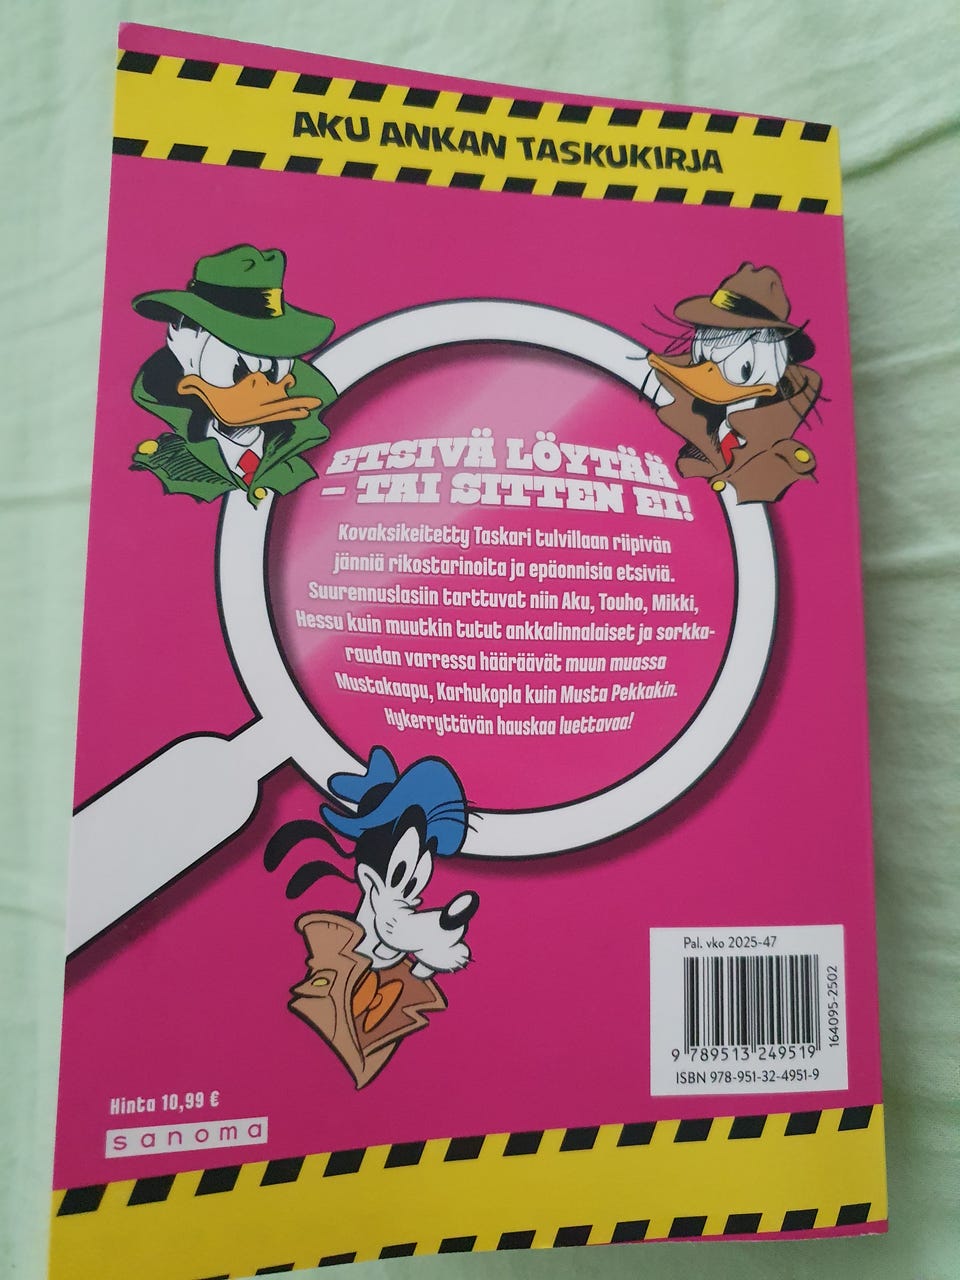 AKU ANKAN TASKUKIRJA
ETSIVÄ LÖYTÄÄ
– TAI SITTEN EI!
Kovaksikeitetty Taskari tulvillaan riipivän
jänniä rikostarinoita ja epäonnisia etsiviä.
Suurennuslasiin tarttuvat niin Aku, Touho, Mikki,
Hessu kuin muutkin tutut ankkalinnalaiset ja sorkka-
raudan varressa hääräävät muun muassa
Mustakaapu, Karhukopla kuin Musta Pekkakin.
Hykerryttävän hauskaa luettavaa!
Pal. vko 2025-47
164095-2502
9 789513 249519
ISBN 978-951-32-4951-9
Hinta 10,99 €
sanoma